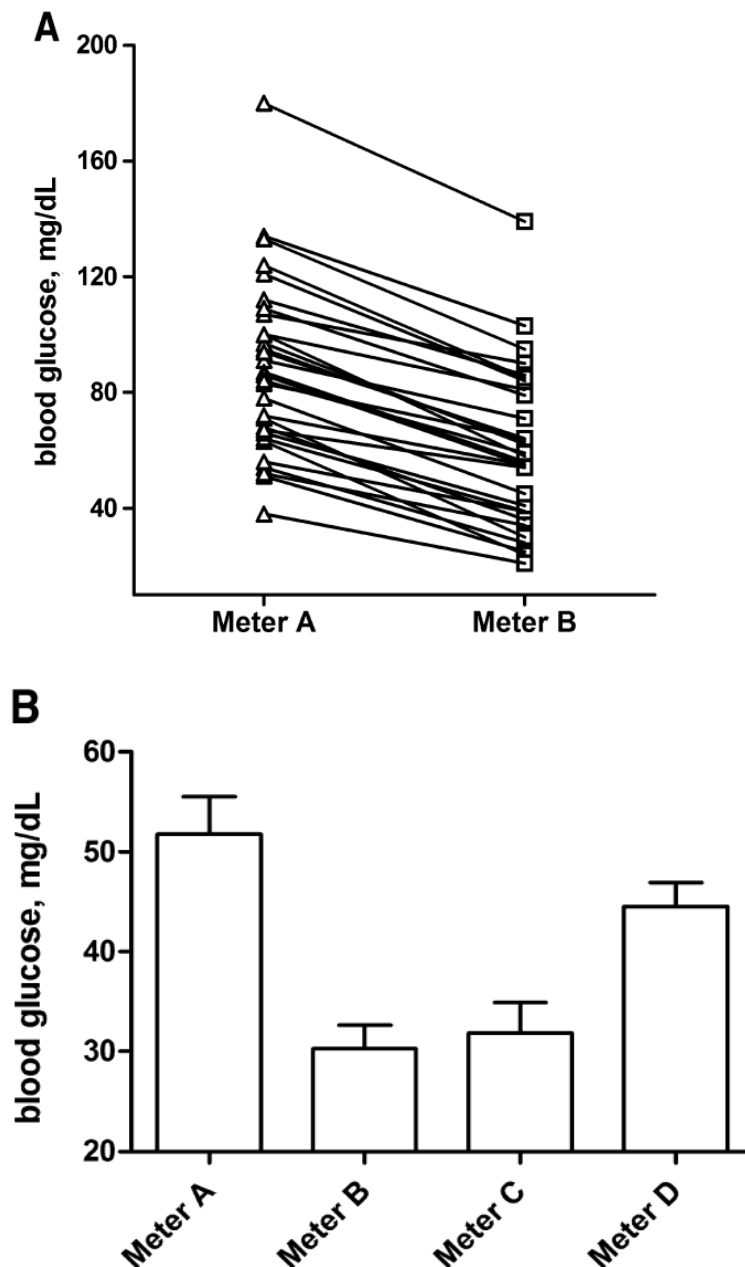 A
200
160
120
80
40
blood glucose, mg/dL
Meter A Meter B
B
60
50
40
30
20
blood glucose, mg/dL
Meter A Meter B Meter C Meter D